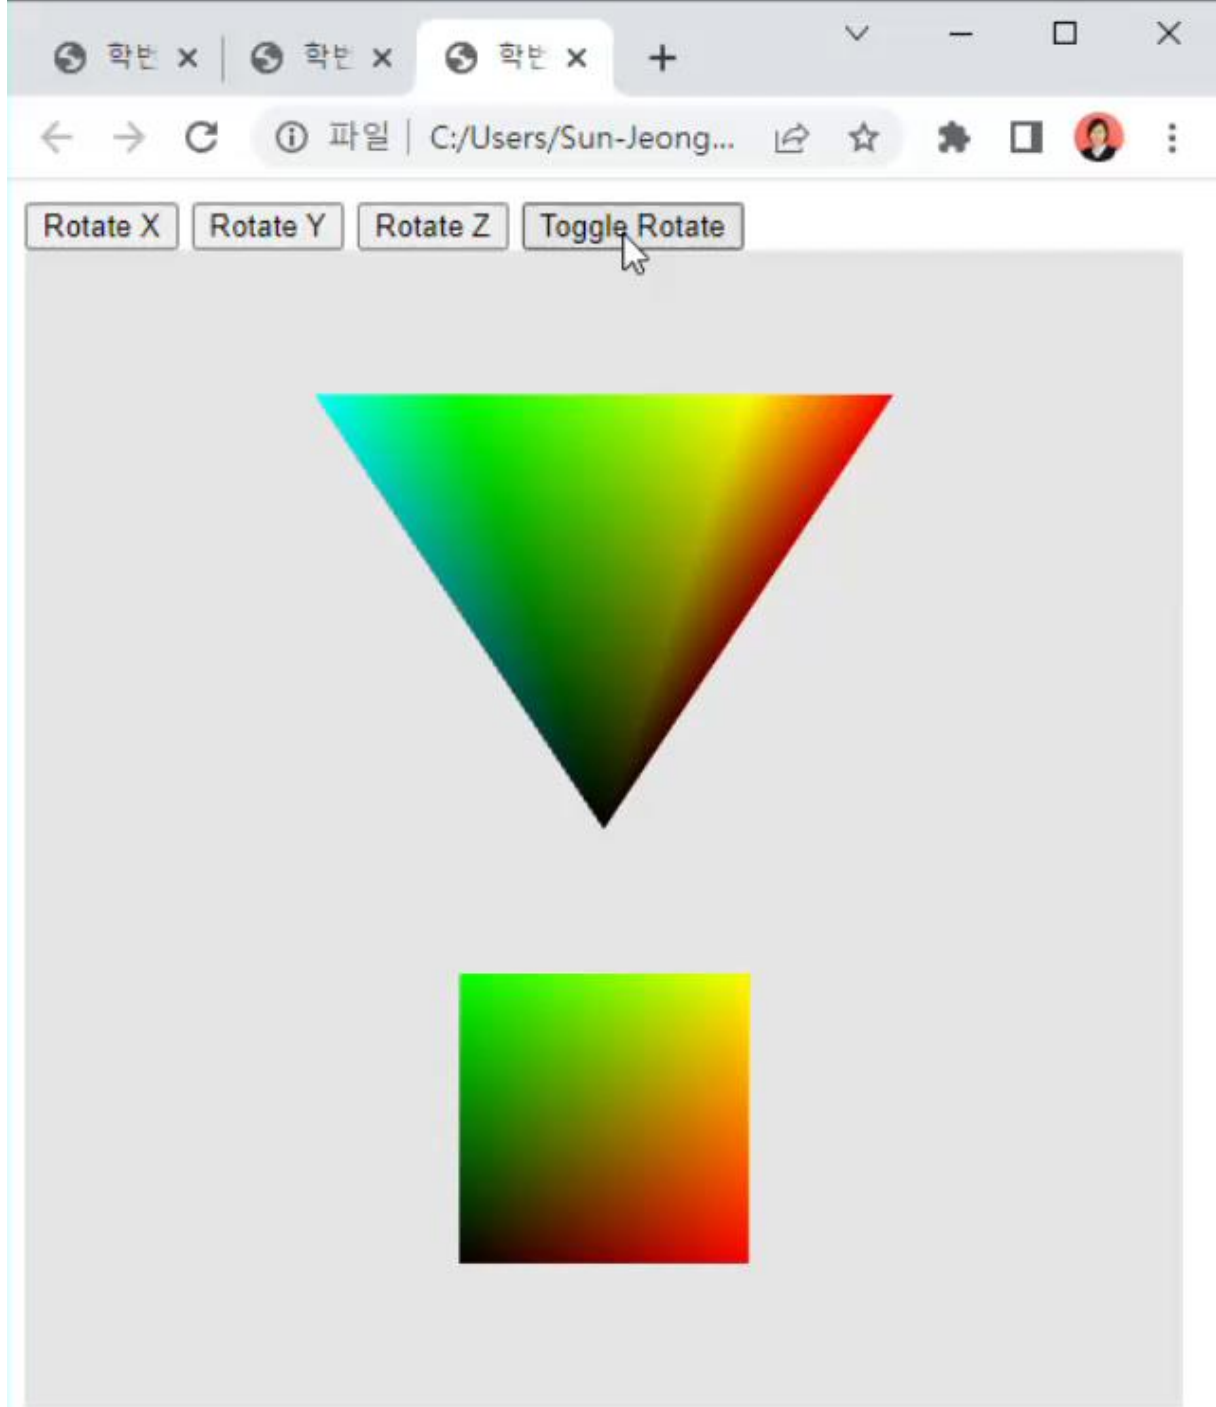 학번 학번 학번
파일 C:/Users/Sun-Jeong...
Rotate X Rotate Y Rotate Z Toggle Rotate